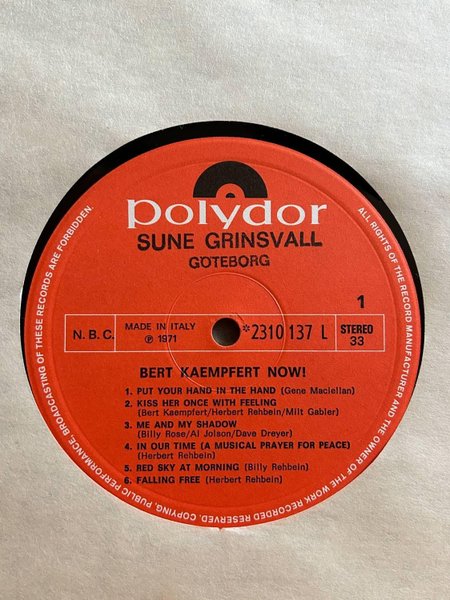 polydor
SUNE GRINSVALL
GÖTEBORG
1
N.B.C.
MADE IN ITALY
℗ 1971
*2310 137 L
STEREO
33
BERT KAEMPFERT NOW!
1. PUT YOUR HAND IN THE HAND (Gene Maciellan)
2. KISS HER ONCE WITH FEELING
(Bert Kaempfert/Herbert Rehbein/Milt Gabler)
3. ME AND MY SHADOW
(Billy Rose/Al Jolson/Dave Dreyer)
4. IN OUR TIME (A MUSICAL PRAYER FOR PEACE)
(Herbert Rehbein)
5. RED SKY AT MORNING (Billy Rehbein)
6. FALLING FREE (Herbert Rehbein)
ALL RIGHTS OF THE RECORD MANUFACTURER AND THE OWNER OF THE WORK RECORDED RESERVED. COPYING, PUBLIC PERFORMANCE, BROADCASTING OF THESE RECORDS ARE FORBIDDEN.